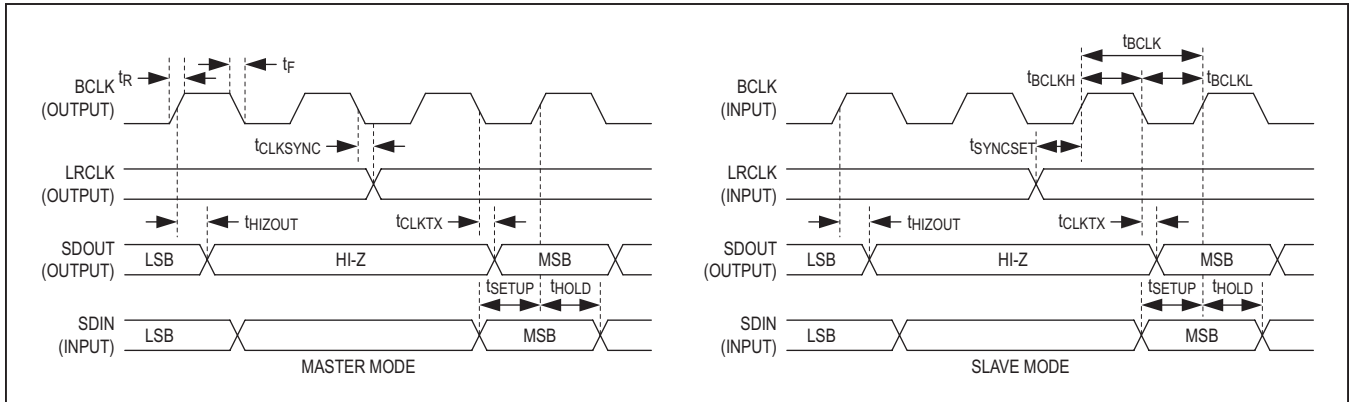 tR
tF
BCLK
(OUTPUT)
tCLKSYNC
LRCLK
(OUTPUT)
tHIZOUT
tCLKTX
SDOUT
(OUTPUT)
LSB
HI-Z
MSB
tSETUP
tHOLD
SDIN
(INPUT)
LSB
MSB
MASTER MODE
tBCLK
tBCLKH
tBCLKL
BCLK
(INPUT)
tSYNCSET
LRCLK
(INPUT)
tHIZOUT
tCLKTX
SDOUT
(OUTPUT)
LSB
HI-Z
MSB
tSETUP
tHOLD
SDIN
(INPUT)
LSB
MSB
SLAVE MODE